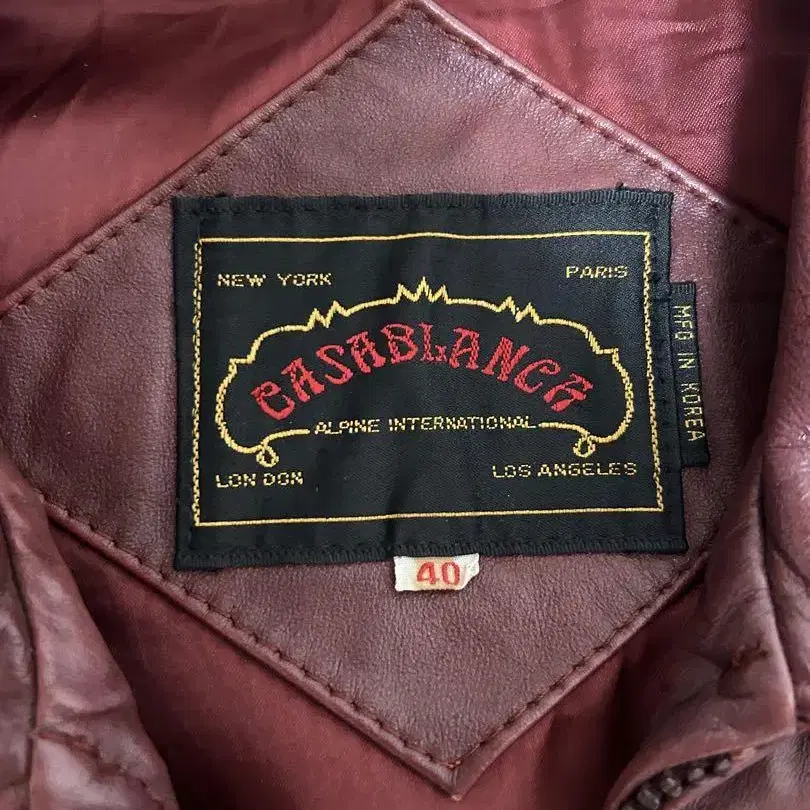 NEW YORK PARIS
CASABLANCA
ALPINE INTERNATIONAL
LONDON LOS ANGELES
MFG IN KOREA
40